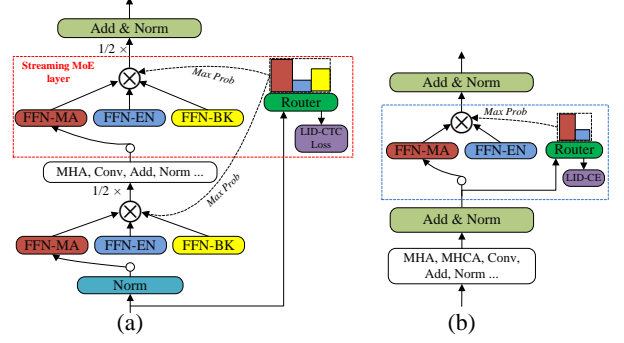 Add & Norm
1/2 ×
Streaming MoE
layer
Max Prob
FFN-MA
FFN-EN
FFN-BK
Router
LID-CTC
Loss
MHA, Conv, Add, Norm ...
1/2 ×
Max Prob
FFN-MA
FFN-EN
FFN-BK
Norm
(a)
Add & Norm
Max Prob
FFN-MA
FFN-EN
Router
LID-CE
Add & Norm
MHA, MHCA, Conv,
Add, Norm ...
(b)